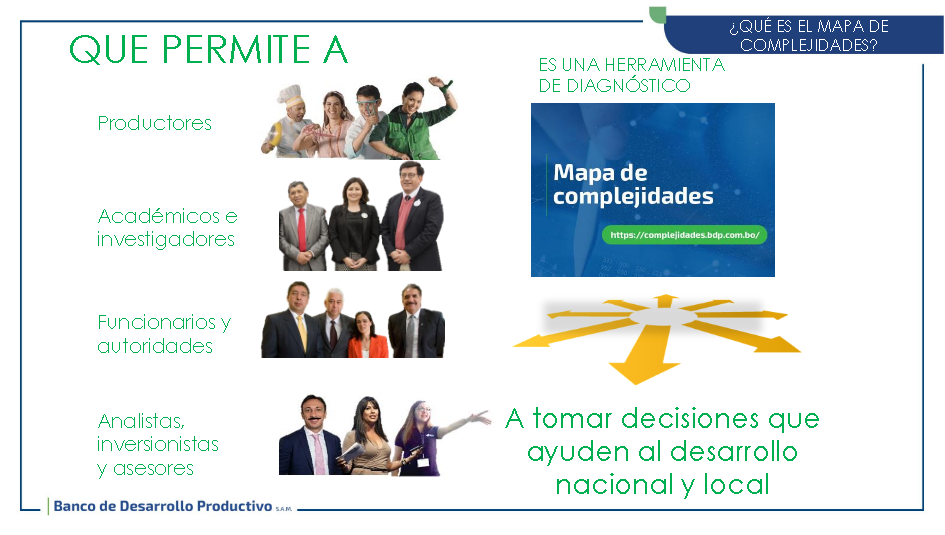 ¿QUÉ ES EL MAPA DE
COMPLEJIDADES?
QUE PERMITE A
ES UNA HERRAMIENTA
DE DIAGNÓSTICO
Productores
Mapa de
complejidades
https://complejidades.bdp.com.bo/
Académicos e
investigadores
Funcionarios y
autoridades
Analistas,
inversionistas
y asesores
A tomar decisiones que
ayuden al desarrollo
nacional y local
Banco de Desarrollo Productivo S.A.M.